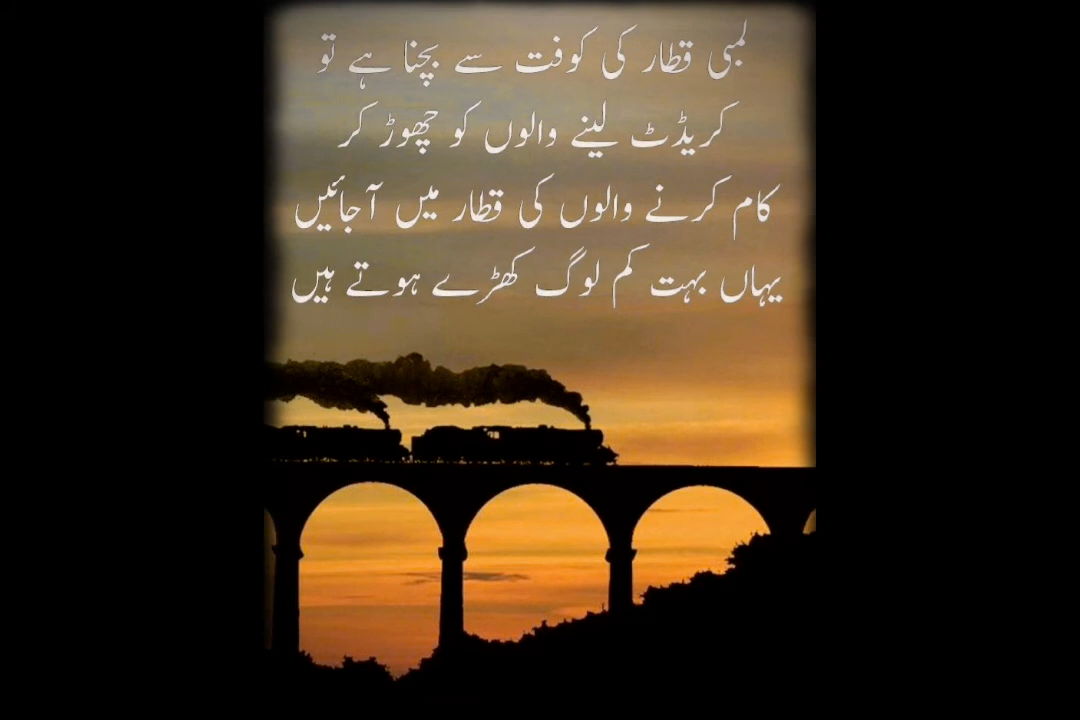 لمبی قطار کی کوفت سے بچنا ہے تو
کریڈٹ لینے والوں کو چھوڑ کر
کام کرنے والوں کی قطار میں آجائیں
یہاں بہت کم لوگ کھڑے ہوتے ہیں